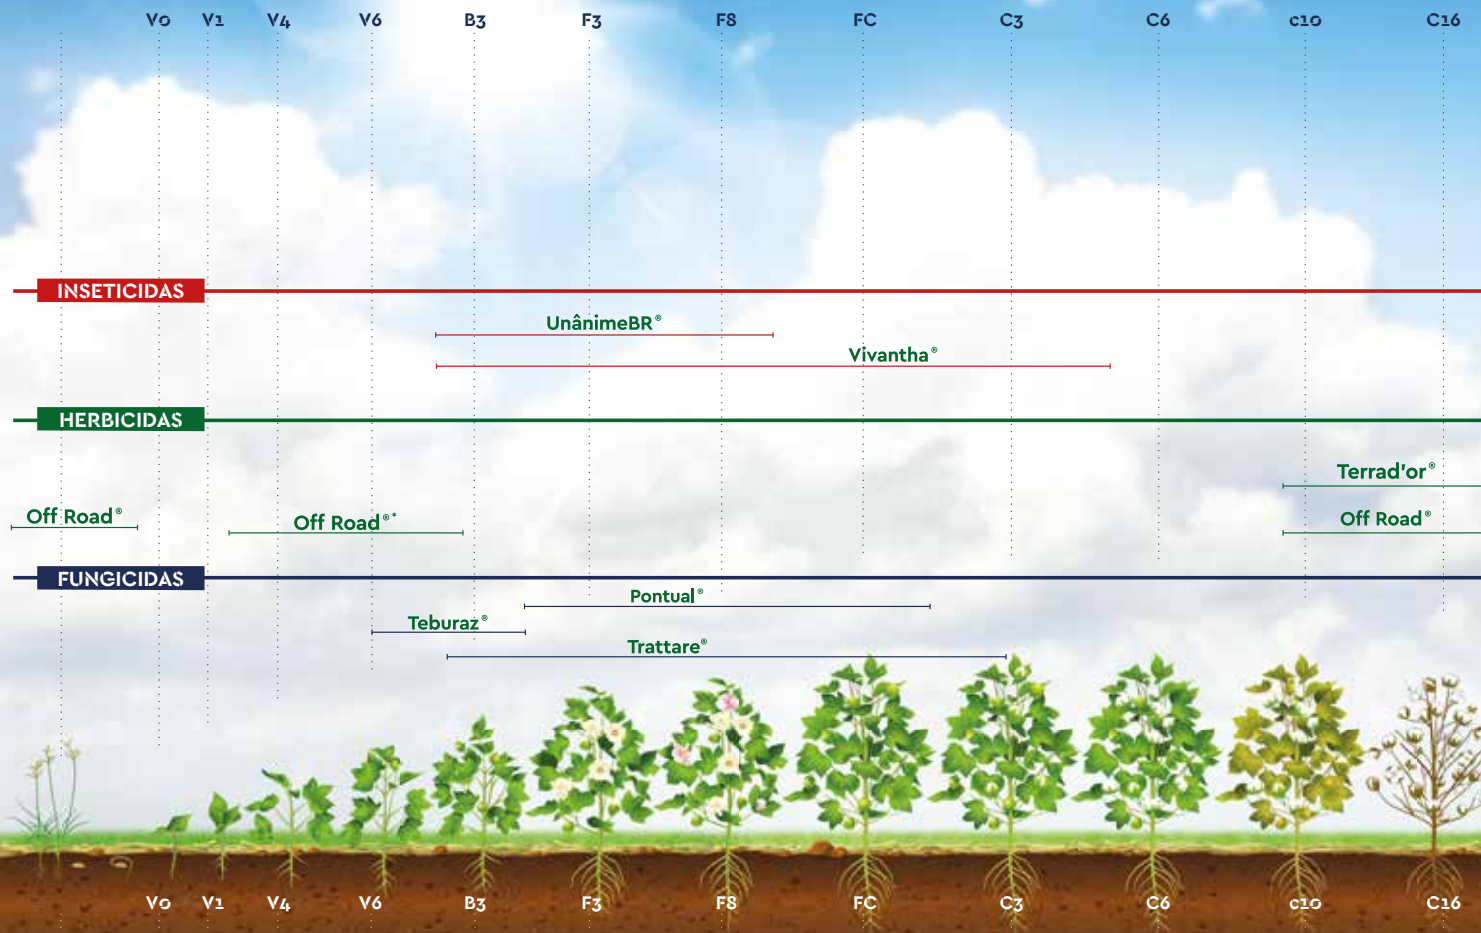 V0 V1 V4 V6 B3 F3 F8 FC C3 C6 c10 C16
INSETICIDAS
UnânimeBR®
Vivantha®
HERBICIDAS
Terrad'or®
Off Road® Off Road®* Off Road®
FUNGICIDAS
Pontual®
Teburaz®
Trattare®
V0 V1 V4 V6 B3 F3 F8 FC C3 C6 c10 C16